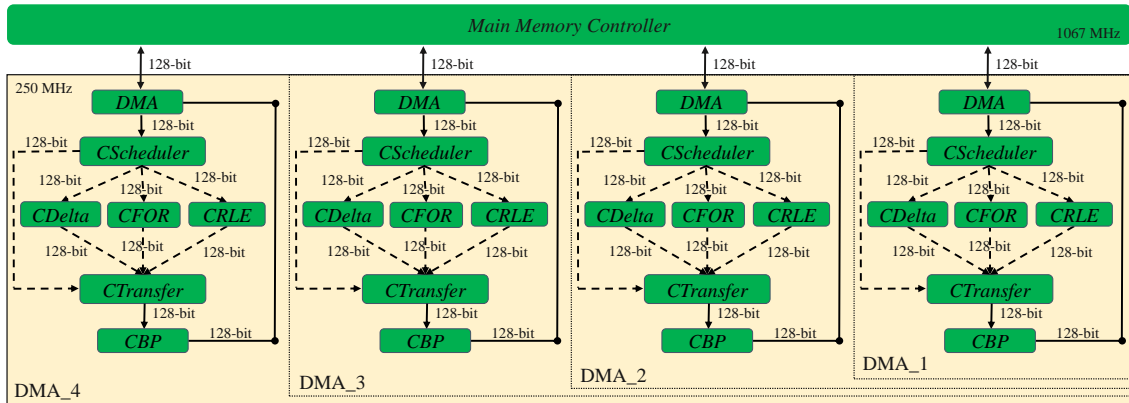 Main Memory Controller
1067 MHz
128-bit 128-bit 128-bit 128-bit
250 MHz
DMA DMA DMA DMA
128-bit 128-bit 128-bit 128-bit
128-bit 128-bit 128-bit 128-bit
CScheduler CScheduler CScheduler CScheduler
128-bit 128-bit 128-bit 128-bit 128-bit 128-bit 128-bit 128-bit 128-bit 128-bit 128-bit 128-bit
CDelta CFOR CRLE CDelta CFOR CRLE CDelta CFOR CRLE CDelta CFOR CRLE
128-bit 128-bit 128-bit 128-bit 128-bit 128-bit 128-bit 128-bit 128-bit 128-bit 128-bit 128-bit
CTransfer CTransfer CTransfer CTransfer
128-bit 128-bit 128-bit 128-bit
CBP 128-bit CBP 128-bit CBP 128-bit CBP 128-bit
DMA_4 DMA_3 DMA_2 DMA_1